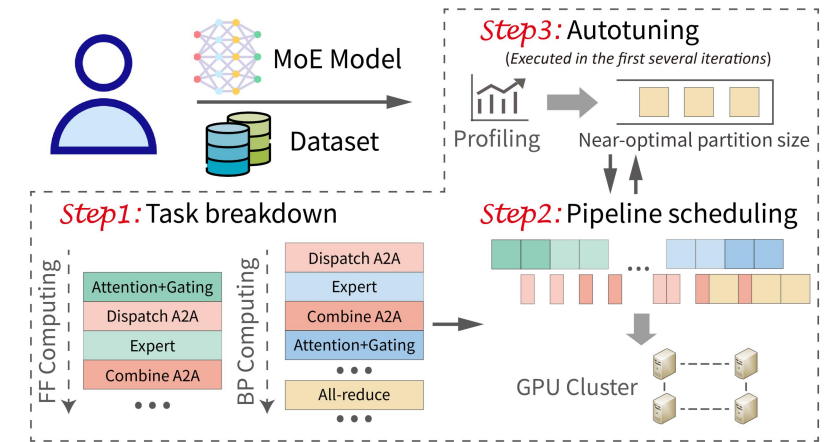 MoE Model
Dataset
Step3: Autotuning
(Executed in the first several iterations)
Profiling
Near-optimal partition size
Step1: Task breakdown
FF Computing
Attention+Gating
Dispatch A2A
Expert
Combine A2A
•••
BP Computing
Dispatch A2A
Expert
Combine A2A
Attention+Gating
•••
All-reduce
•••
Step2: Pipeline scheduling
•••
GPU Cluster